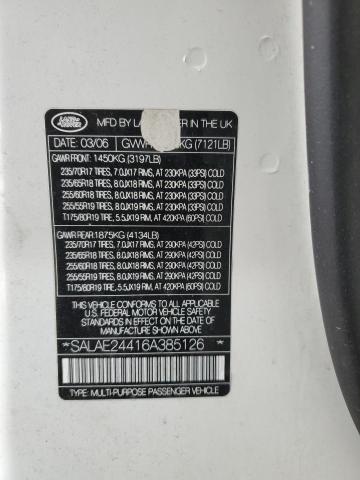 LAND ROVER
MFD BY LA ER IN THE UK
DATE: 03/06 GVWR KG (7121LB)
GAWR FRONT: 1450KG (3197LB)
235/70R17 TIRES, 7.0JX17 RIMS, AT 230KPA (33PSI) COLD
235/65R18 TIRES, 8.0JX18 RIMS, AT 230KPA (33PSI) COLD
255/60R18 TIRES, 8.0JX18 RIMS, AT 230KPA (33PSI) COLD
255/55R19 TIRES, 8.0JX19 RIMS, AT 230KPA (33PSI) COLD
T175/80R19 TIRE, 5.5JX19 RIM, AT 420KPA (60PSI) COLD
GAWR REAR: 1875KG (4134LB)
235/70R17 TIRES, 7.0JX17 RIMS, AT 290KPA (42PSI) COLD
235/65R18 TIRES, 8.0JX18 RIMS, AT 290KPA (42PSI) COLD
255/60R18 TIRES, 8.0JX18 RIMS, AT 290KPA (42PSI) COLD
255/55R19 TIRES, 8.0JX19 RIMS, AT 290KPA (42PSI) COLD
T175/80R19 TIRE, 5.5JX19 RIM, AT 420KPA (60PSI) COLD
THIS VEHICLE CONFORMS TO ALL APPLICABLE
U.S. FEDERAL MOTOR VEHICLE SAFETY
STANDARDS IN EFFECT ON THE DATE OF
MANUFACTURE SHOWN ABOVE
*SALAE24416A385126*
TYPE: MULTI-PURPOSE PASSENGER VEHICLE